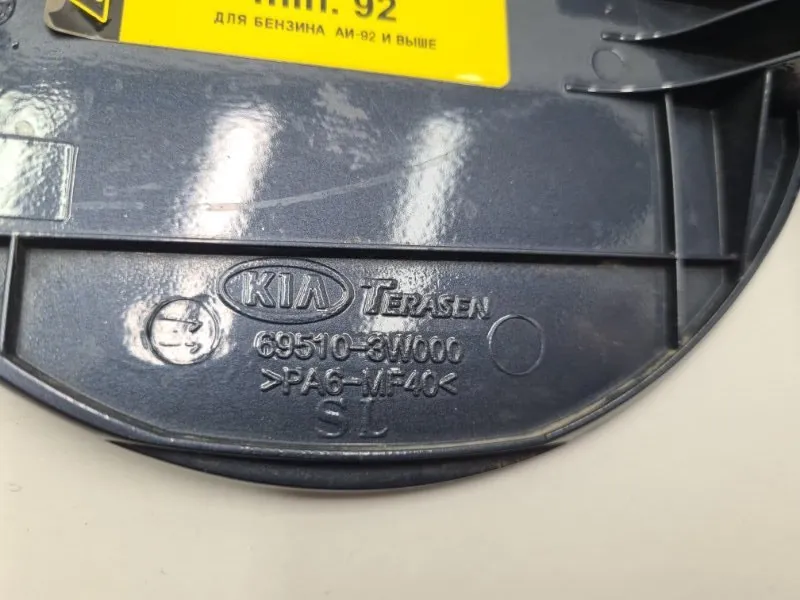 min. 92
ДЛЯ БЕНЗИНА АИ-92 И ВЫШЕ
KIA TERASEN
69510-3W000
>PA6-MF40<
SL